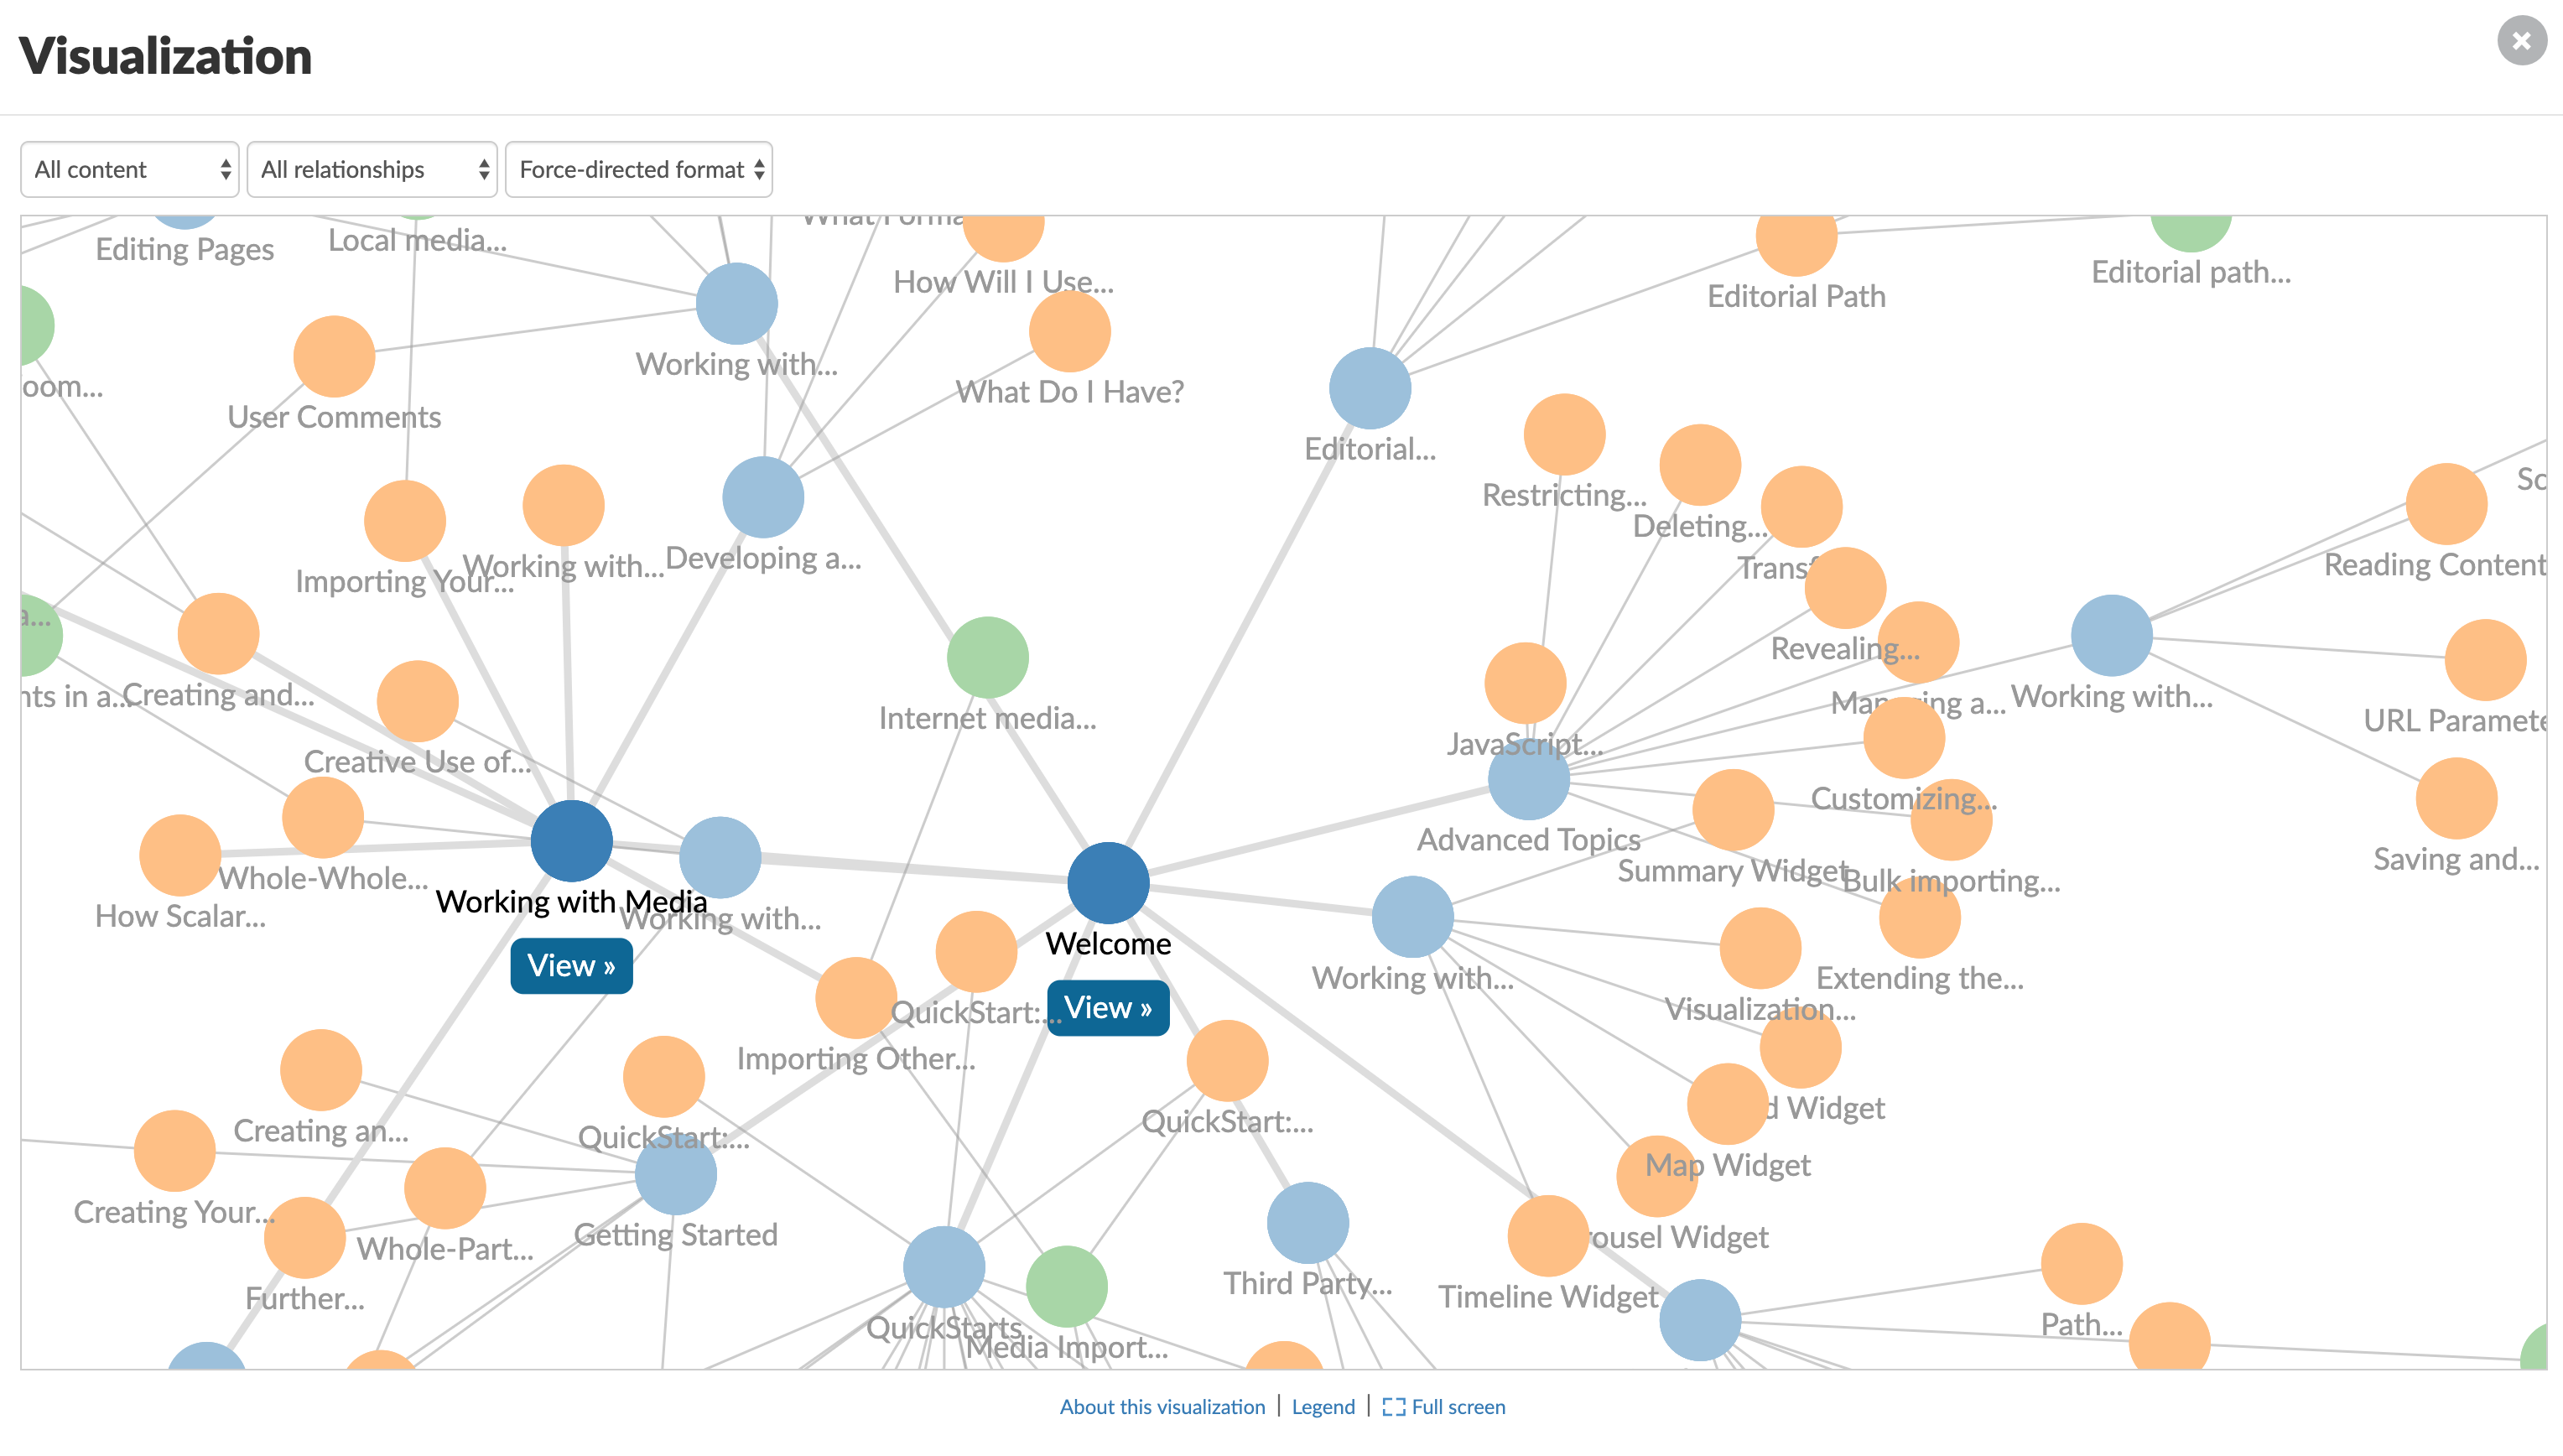 Visualization
All content
All relationships
Force-directed format
Editing Pages
Local media...
How Will I Use...
Editorial Path
Editorial path...
Working with...
oom...
User Comments
What Do I Have?
Editorial...
Restricting...
Deleting...
Sc
Reading Content
Importing Your...
Working with...
Developing a...
Revealing...
nts in a...
Creating and...
Internet media...
Working with...
URL Paramete
Creative Use of...
JavaScript...
Customizing...
Advanced Topics
Saving and...
Whole-Whole...
How Scalar...
Working with Media
Working with...
Summary Widget
Bulk importing...
Welcome
View »
View »
Working with...
Extending the...
Visualization...
QuickStart:...
Importing Other...
Creating an...
QuickStart:...
QuickStart:...
d Widget
Map Widget
Creating Your...
Whole-Part...
Getting Started
rousel Widget
Further...
Third Party...
Timeline Widget
Path...
QuickStarts
Media Import...
About this visualization | Legend | Full screen